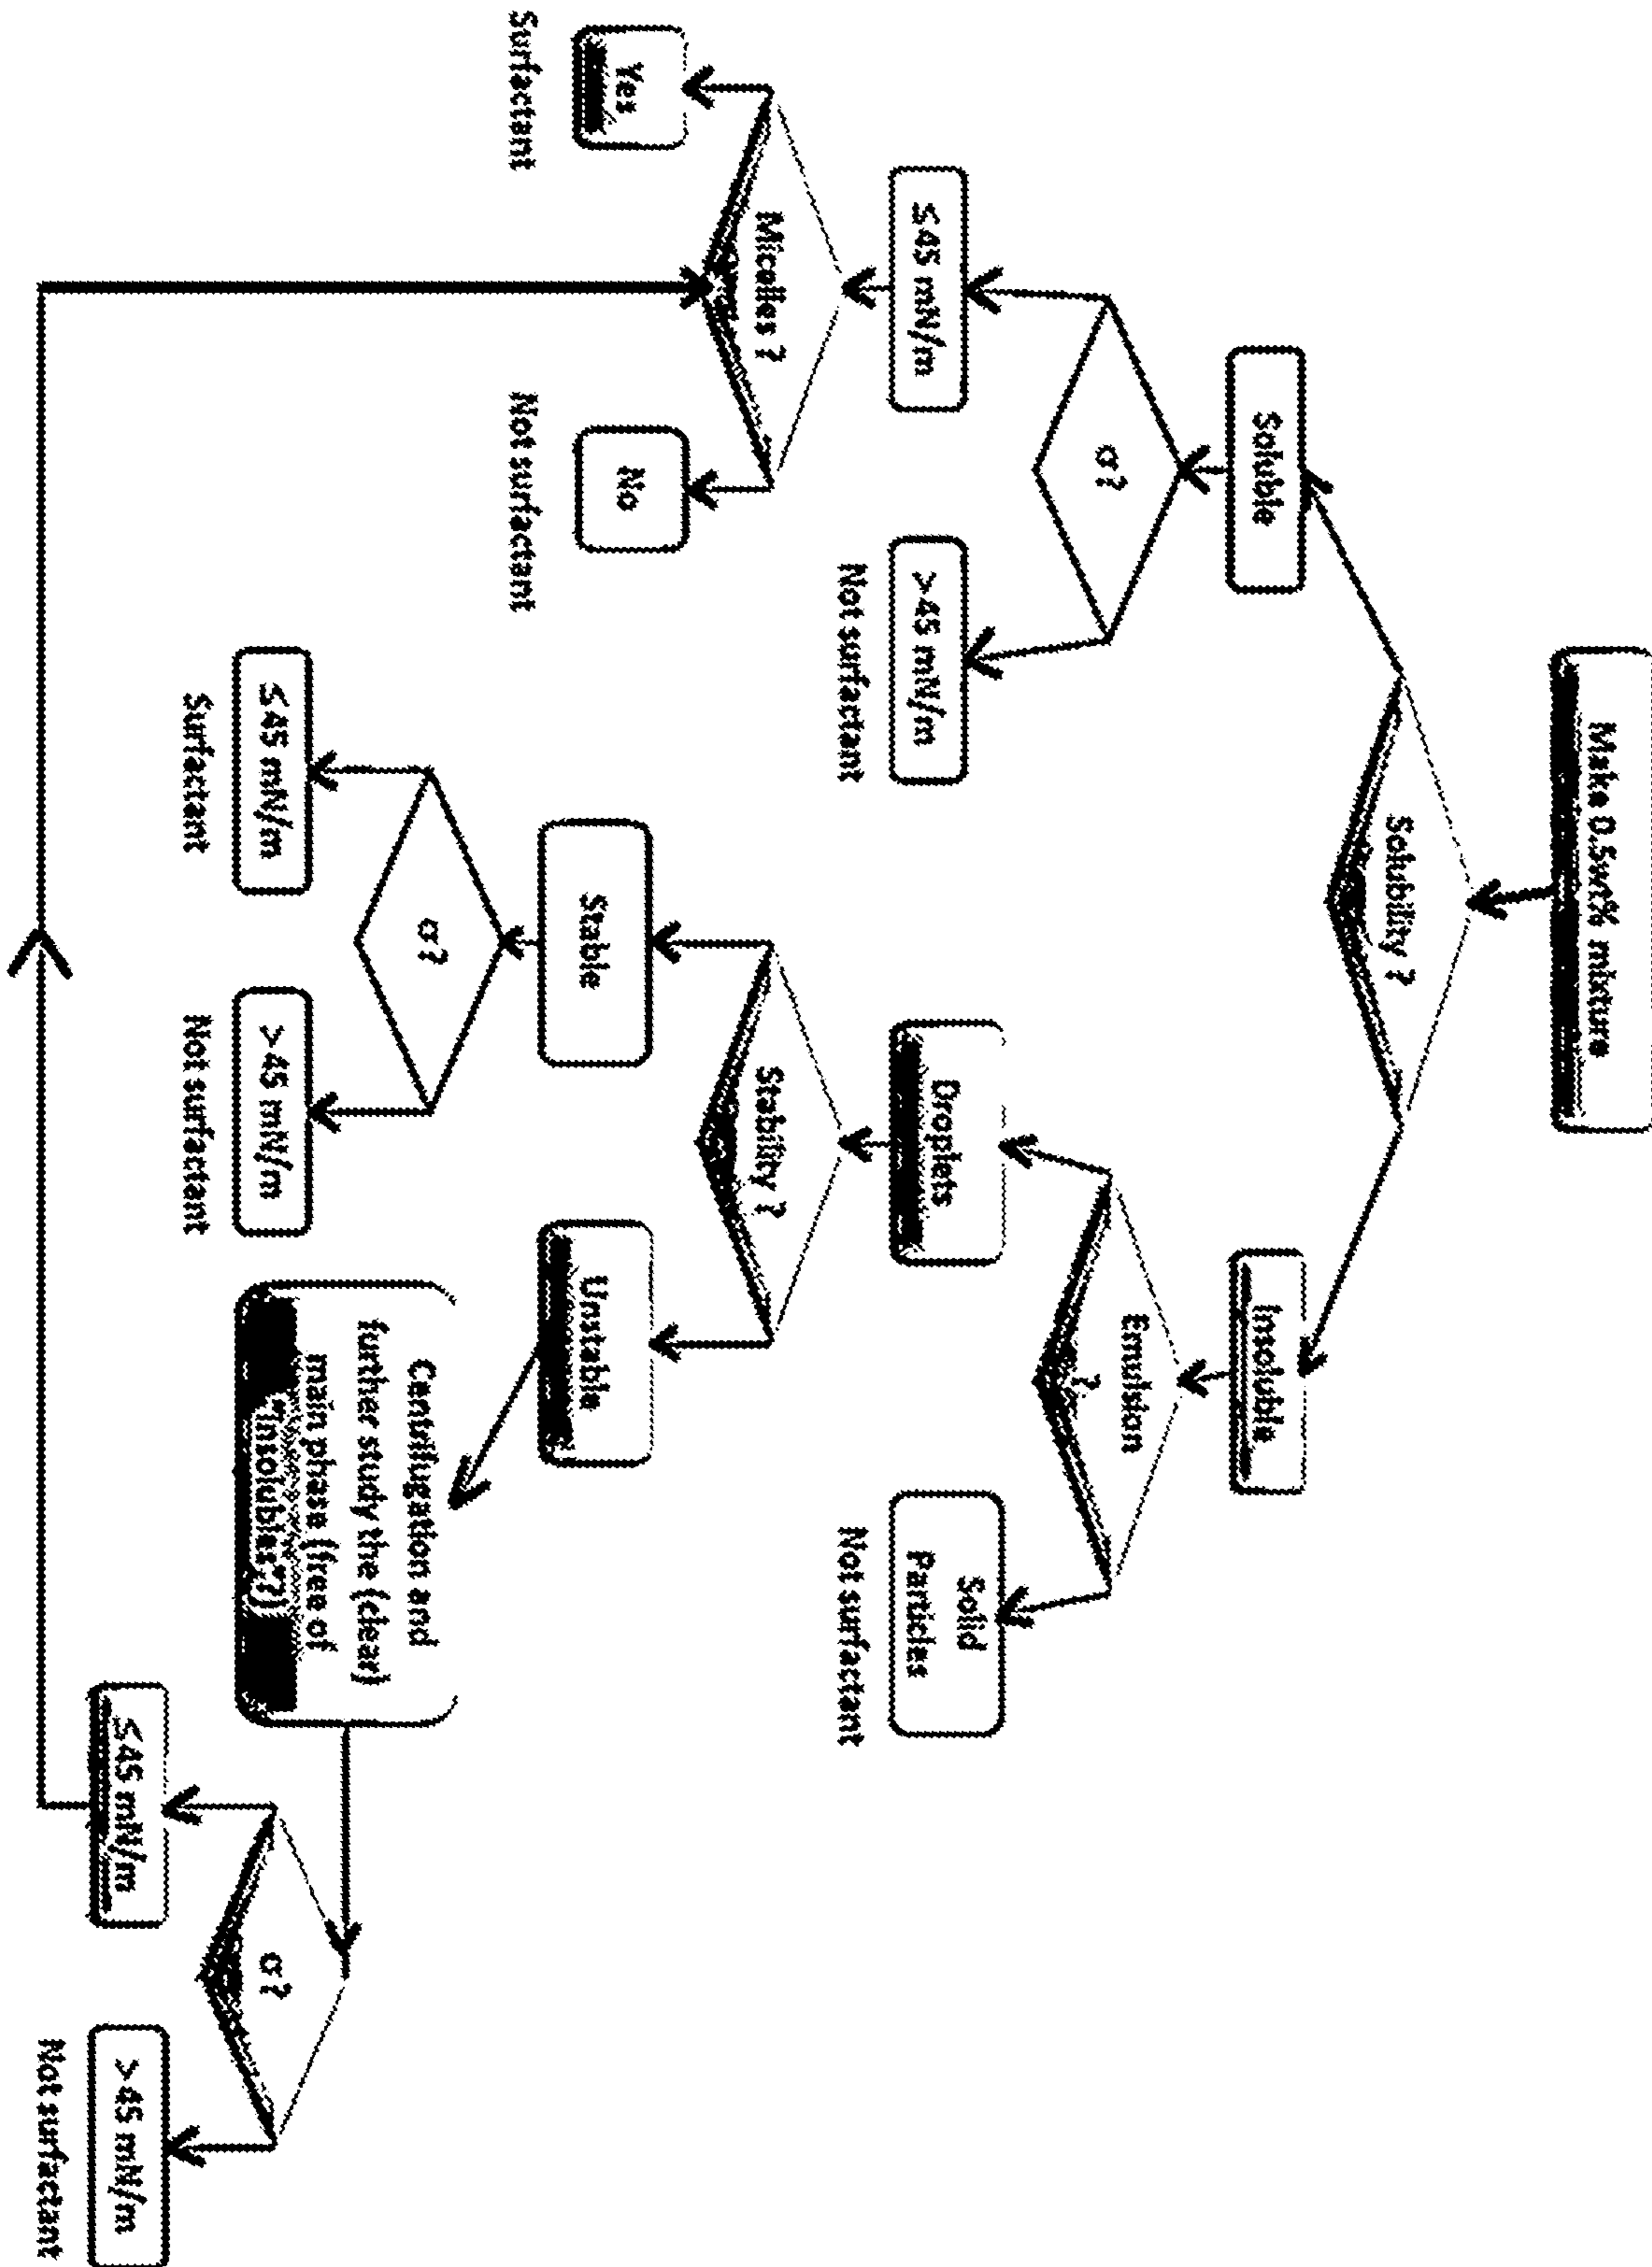 Make 0.5wt% mixture
Solubility ?
Soluble
Insoluble
σ?
Emulsion
?
≤45 mN/m
>45 mN/m
Not surfactant
Droplets
Solid
Particles
Not surfactant
Micelles ?
Stability ?
Yes
Surfactant
No
Not surfactant
Stable
Unstable
σ?
Centrifugation and
further study the (clear)
main phase (free of
"insolubles"?)
≤45 mN/m
Surfactant
>45 mN/m
Not surfactant
σ?
≤45 mN/m
>45 mN/m
Not surfactant